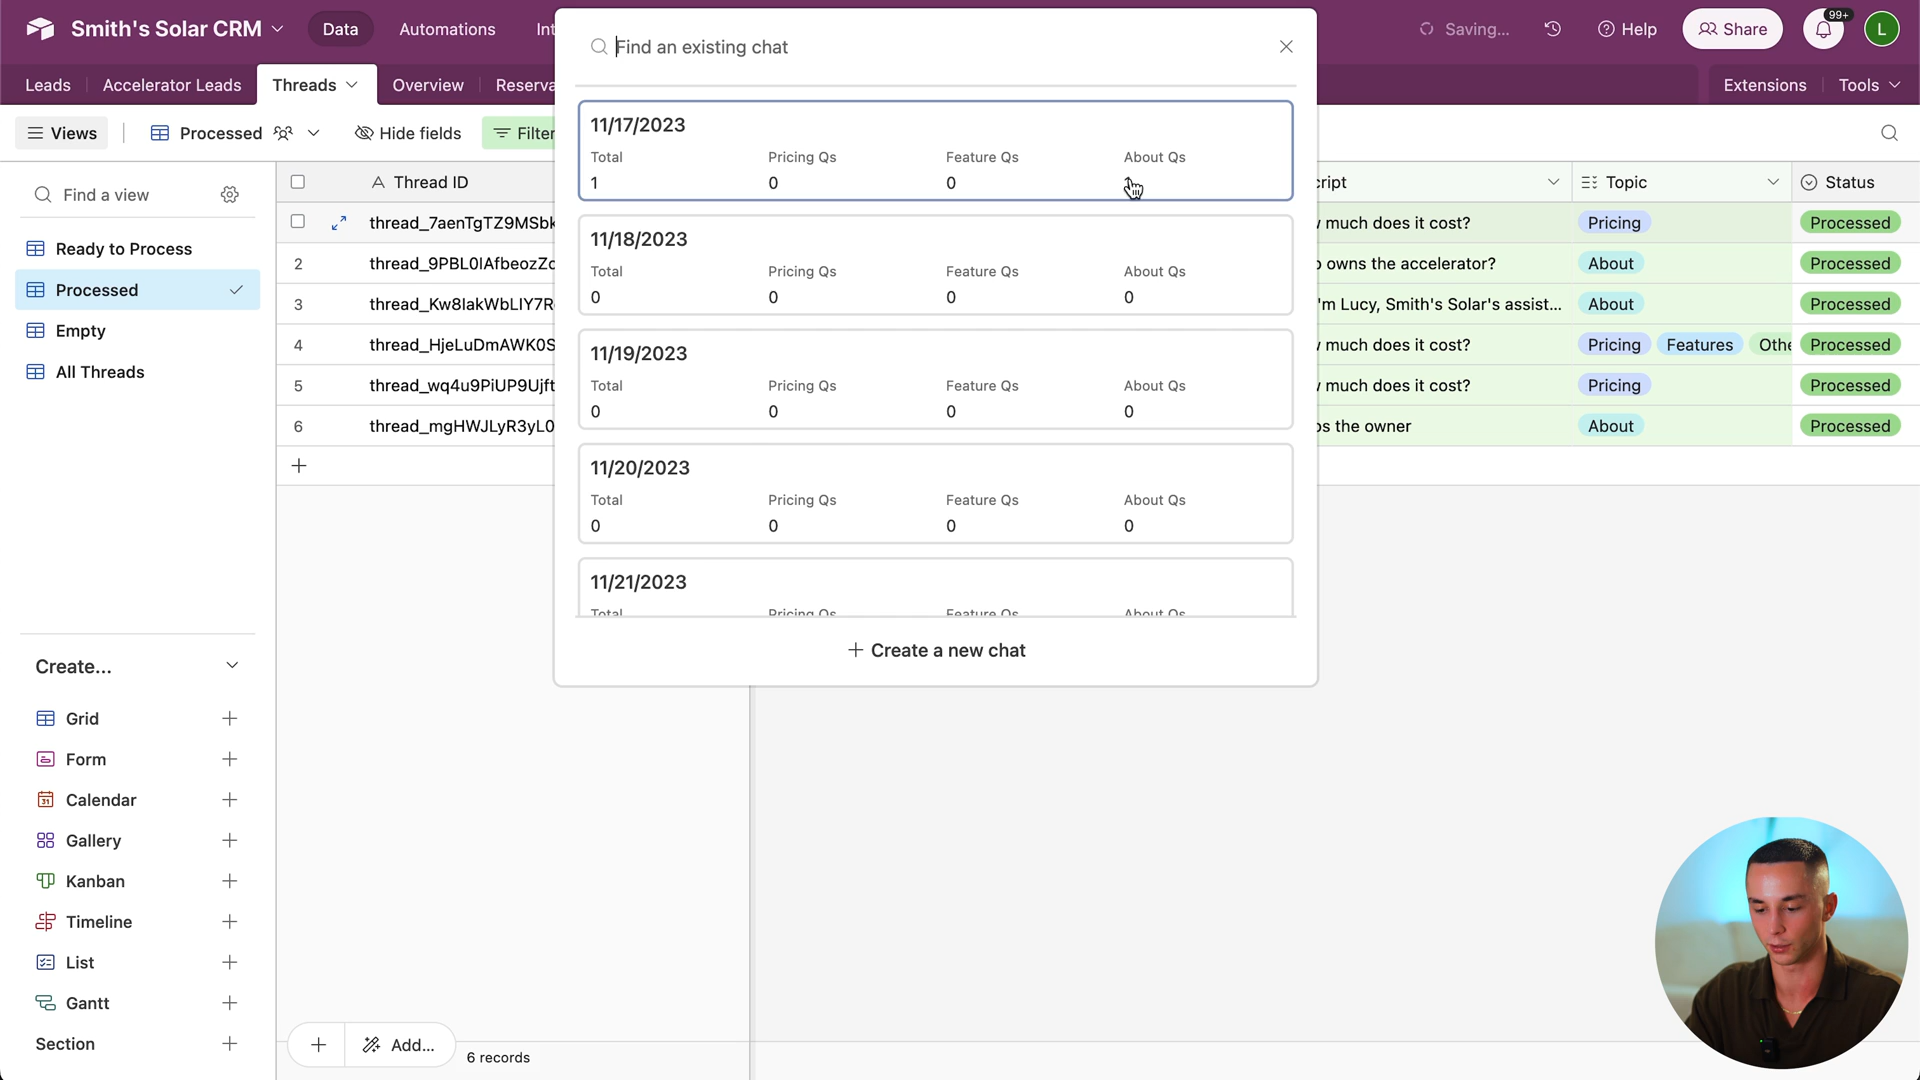 Smith's Solar CRM
Data
Automations
Int
Saving...
Help
Share
99+
L
Leads
Accelerator Leads
Threads
Overview
Reserva
Extensions
Tools
Views
Processed
Hide fields
Filter
Find a view
Ready to Process
Processed
Empty
All Threads
Create...
Grid
Form
Calendar
Gallery
Kanban
Timeline
List
Gantt
Section
Thread ID
cript
Topic
Status
thread_7aenTgTZ9MSbk
much does it cost?
Pricing
Processed
2
owns the accelerator?
About
Processed
3
'm Lucy, Smith's Solar's assist...
About
Processed
4
much does it cost?
Pricing
Features
Othe
Processed
5
thread_wq4u9PiUP9Ujft
much does it cost?
Pricing
Processed
6
thread_mgHWJLyR3yL0
os the owner
About
Processed
Add...
6 records
Find an existing chat
11/17/2023
Total Pricing Qs Feature Qs About Qs
1 0 0
11/18/2023
Total Pricing Qs Feature Qs About Qs
0 0 0 0
11/19/2023
Total Pricing Qs Feature Qs About Qs
0 0 0 0
11/20/2023
Total Pricing Qs Feature Qs About Qs
0 0 0 0
11/21/2023
Total Pricing Qs Feature Qs About Qs
Create a new chat